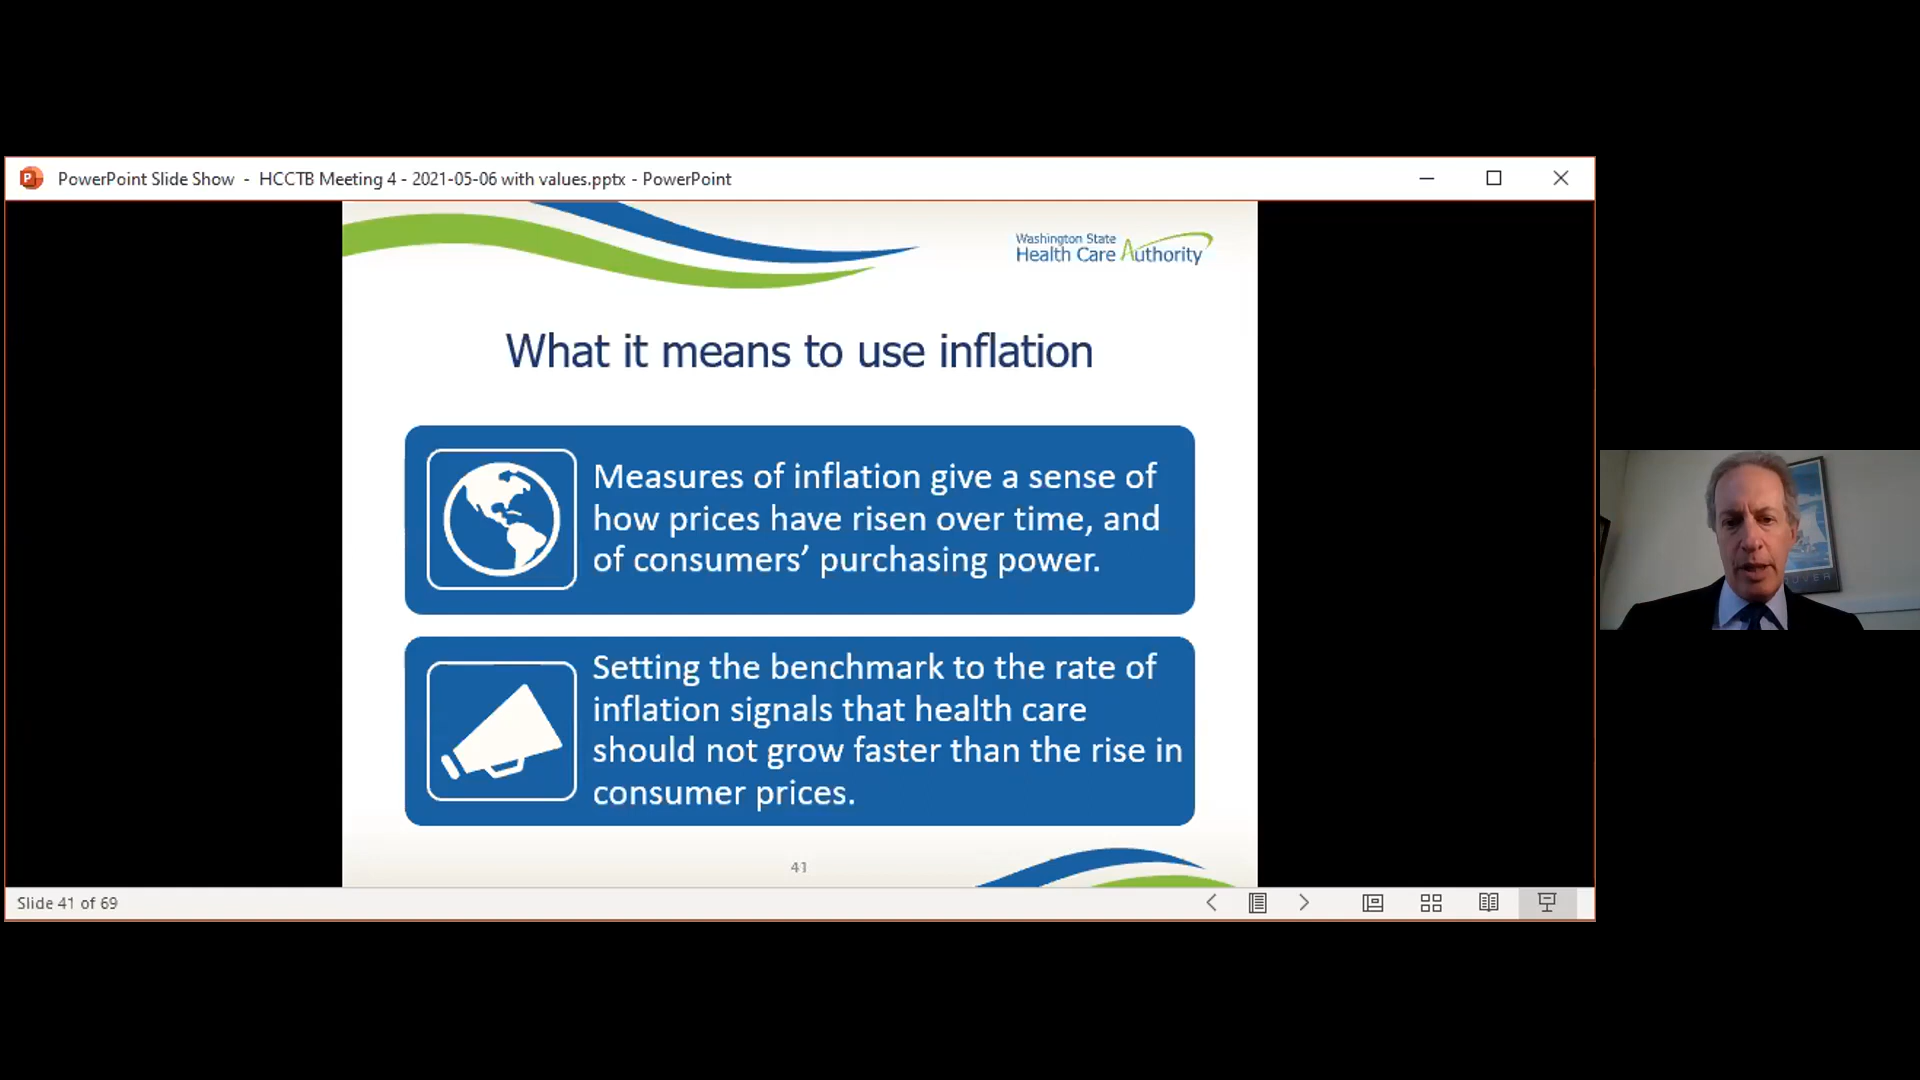 PowerPoint Slide Show - HCCTB Meeting 4 - 2021-05-06 with values.pptx - PowerPoint
Washington State
Health Care Authority
What it means to use inflation
Measures of inflation give a sense of
how prices have risen over time, and
of consumers’ purchasing power.
Setting the benchmark to the rate of
inflation signals that health care
should not grow faster than the rise in
consumer prices.
41
Slide 41 of 69